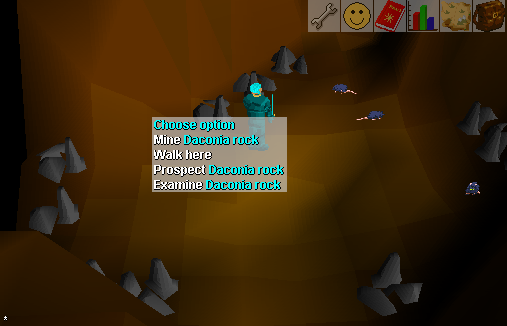 Choose option
Mine Daconia rock
Walk here
Prospect Daconia rock
Examine Daconia rock
*